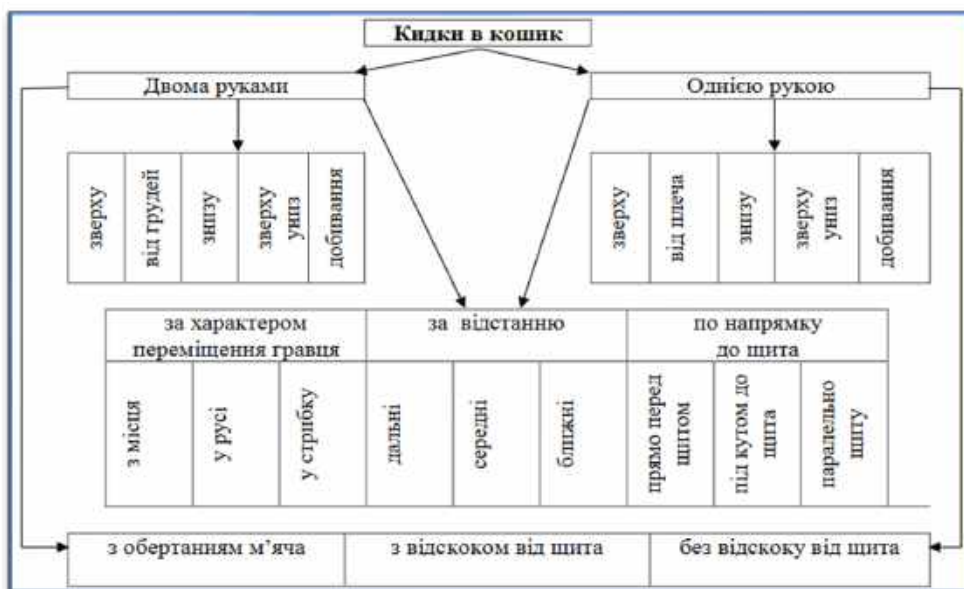 Кидки в кошик
Двома руками
Однією рукою
зверху
від грудей
знизу
зверху
униз
добивання
зверху
від плеча
знизу
зверху
униз
добивання
за характером
переміщення гравця
за відстанню
по напрямку
до щита
з місця
у русі
у стрибку
дальні
середні
ближні
прямо перед
щитом
під кутом до
щита
паралельно
щиту
з обертанням м’яча
з відскоком від щита
без відскоку від щита